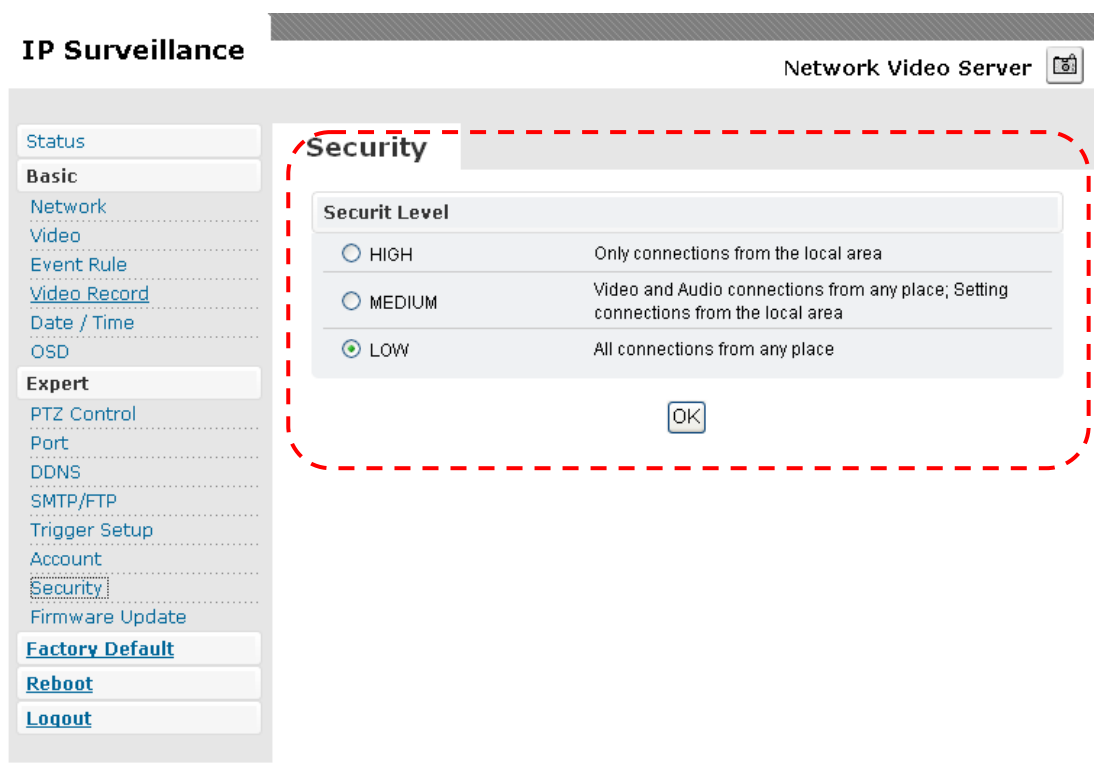 IP Surveillance
Network Video Server
Status
Basic
Network
Video
Event Rule
Video Record
Date / Time
OSD
Expert
PTZ Control
Port
DDNS
SMTP/FTP
Trigger Setup
Account
Security
Firmware Update
Factory Default
Reboot
Logout
Security
Securit Level
HIGH Only connections from the local area
MEDIUM Video and Audio connections from any place; Setting
connections from the local area
LOW All connections from any place
OK